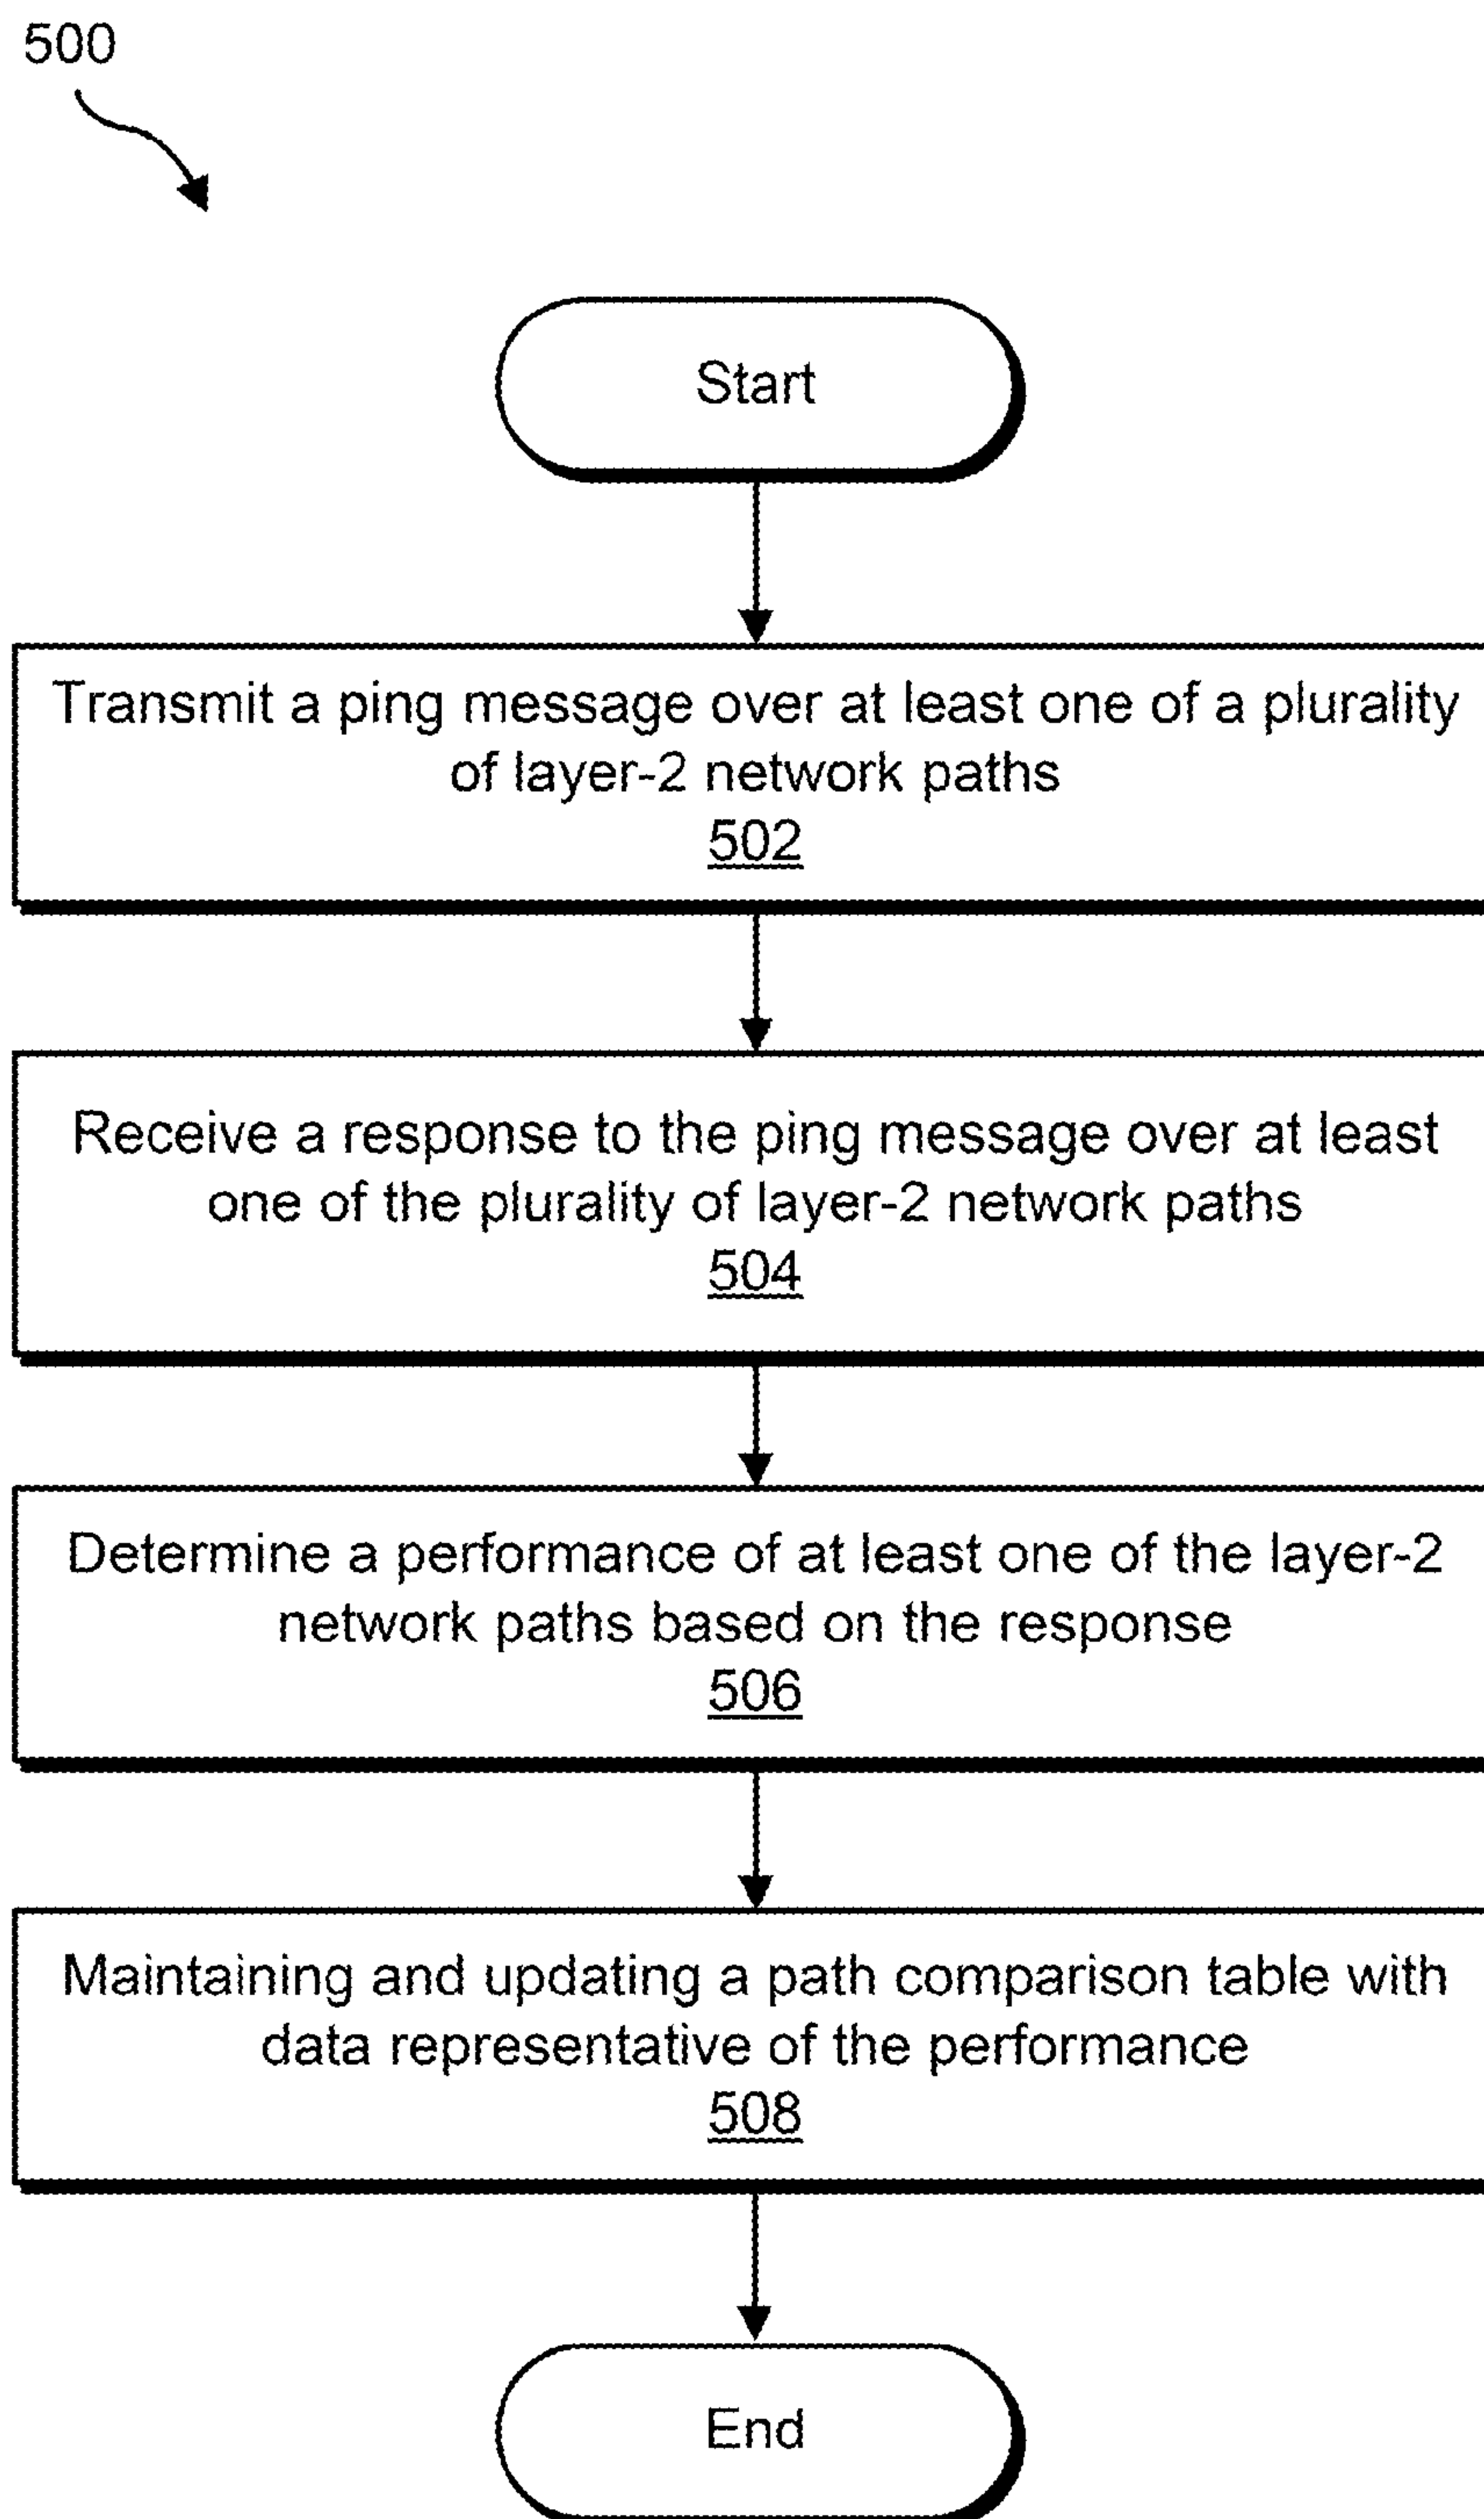 500
Start
Transmit a ping message over at least one of a plurality
of layer-2 network paths
502
Receive a response to the ping message over at least
one of the plurality of layer-2 network paths
504
Determine a performance of at least one of the layer-2
network paths based on the response
506
Maintaining and updating a path comparison table with
data representative of the performance
508
End